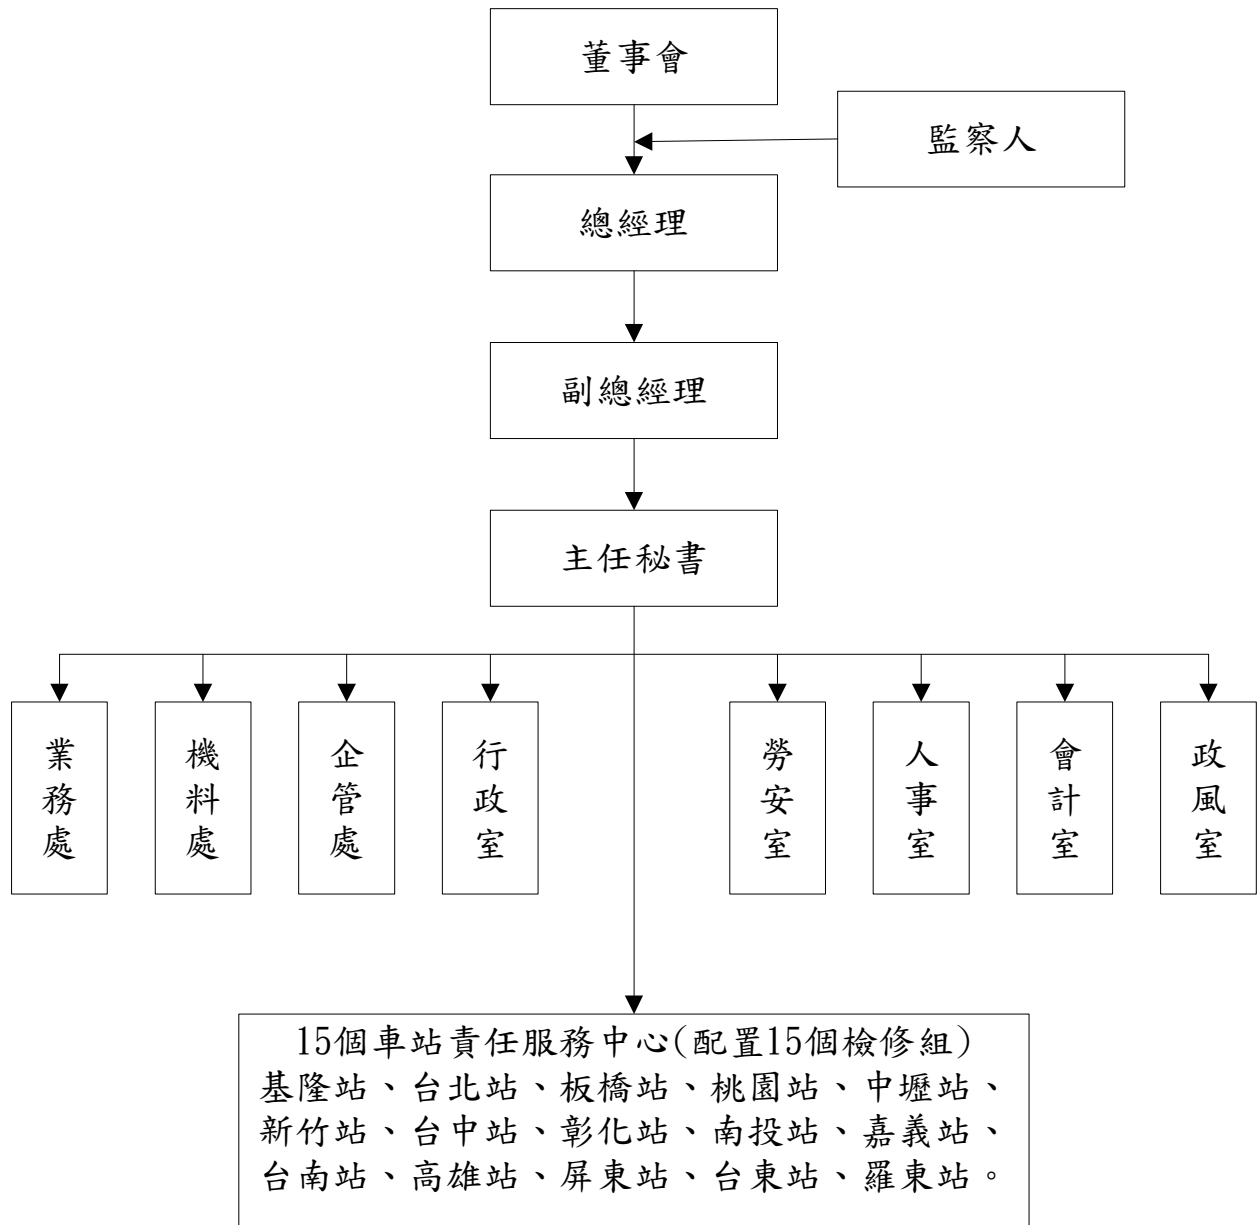 董事會
監察人
總經理
副總經理
主任秘書
業務處
機料處
企管處
行政室
勞安室
人事室
會計室
政風室
15個車站責任服務中心(配置15個檢修組)
基隆站、台北站、板橋站、桃園站、中壢站、
新竹站、台中站、彰化站、南投站、嘉義站、
台南站、高雄站、屏東站、台東站、羅東站。